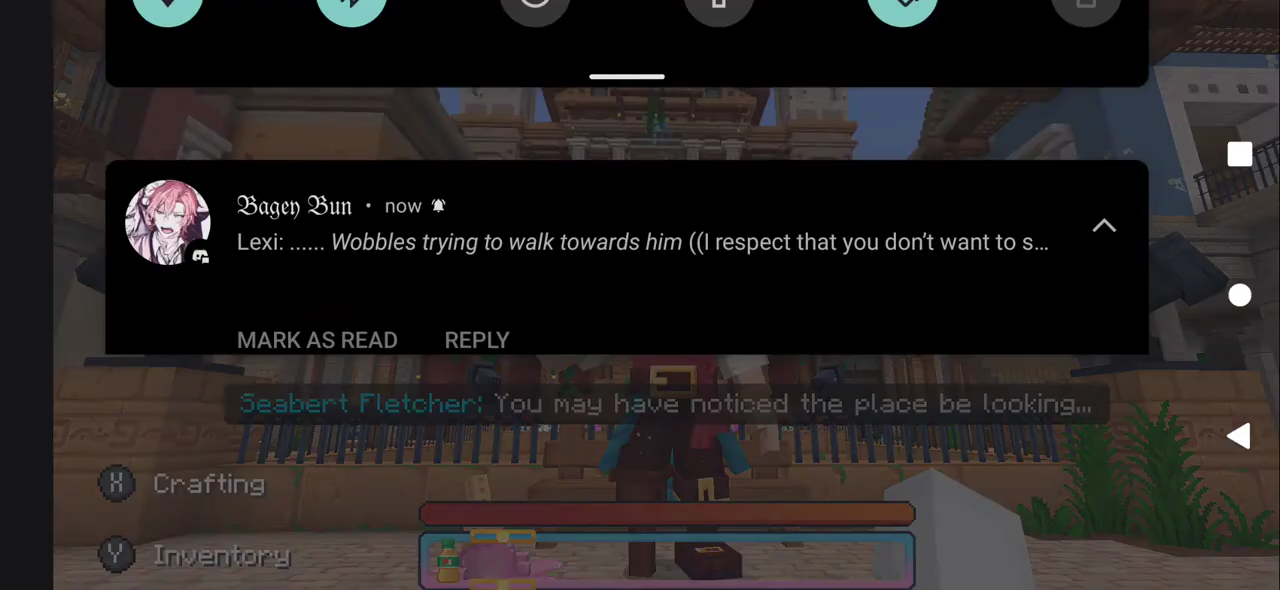 𝔅𝔞𝔤𝔢𝔶 𝔅𝔲𝔫 • now
Lexi: ...... Wobbles trying to walk towards him ((I respect that you don’t want to s…
MARK AS READ REPLY
Seabert Fletcher: You may have noticed the place be looking...
X Crafting
Y Inventory